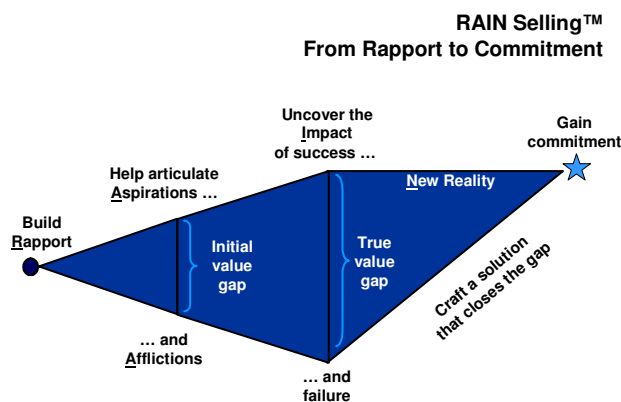 RAIN Selling™
From Rapport to Commitment
Uncover the
Impact
of success ...
Gain
commitment
Help articulate
Aspirations ...
New Reality
Build
Rapport
Initial
value
gap
True
value
gap
Craft a solution
that closes the gap
... and
Afflictions
... and
failure